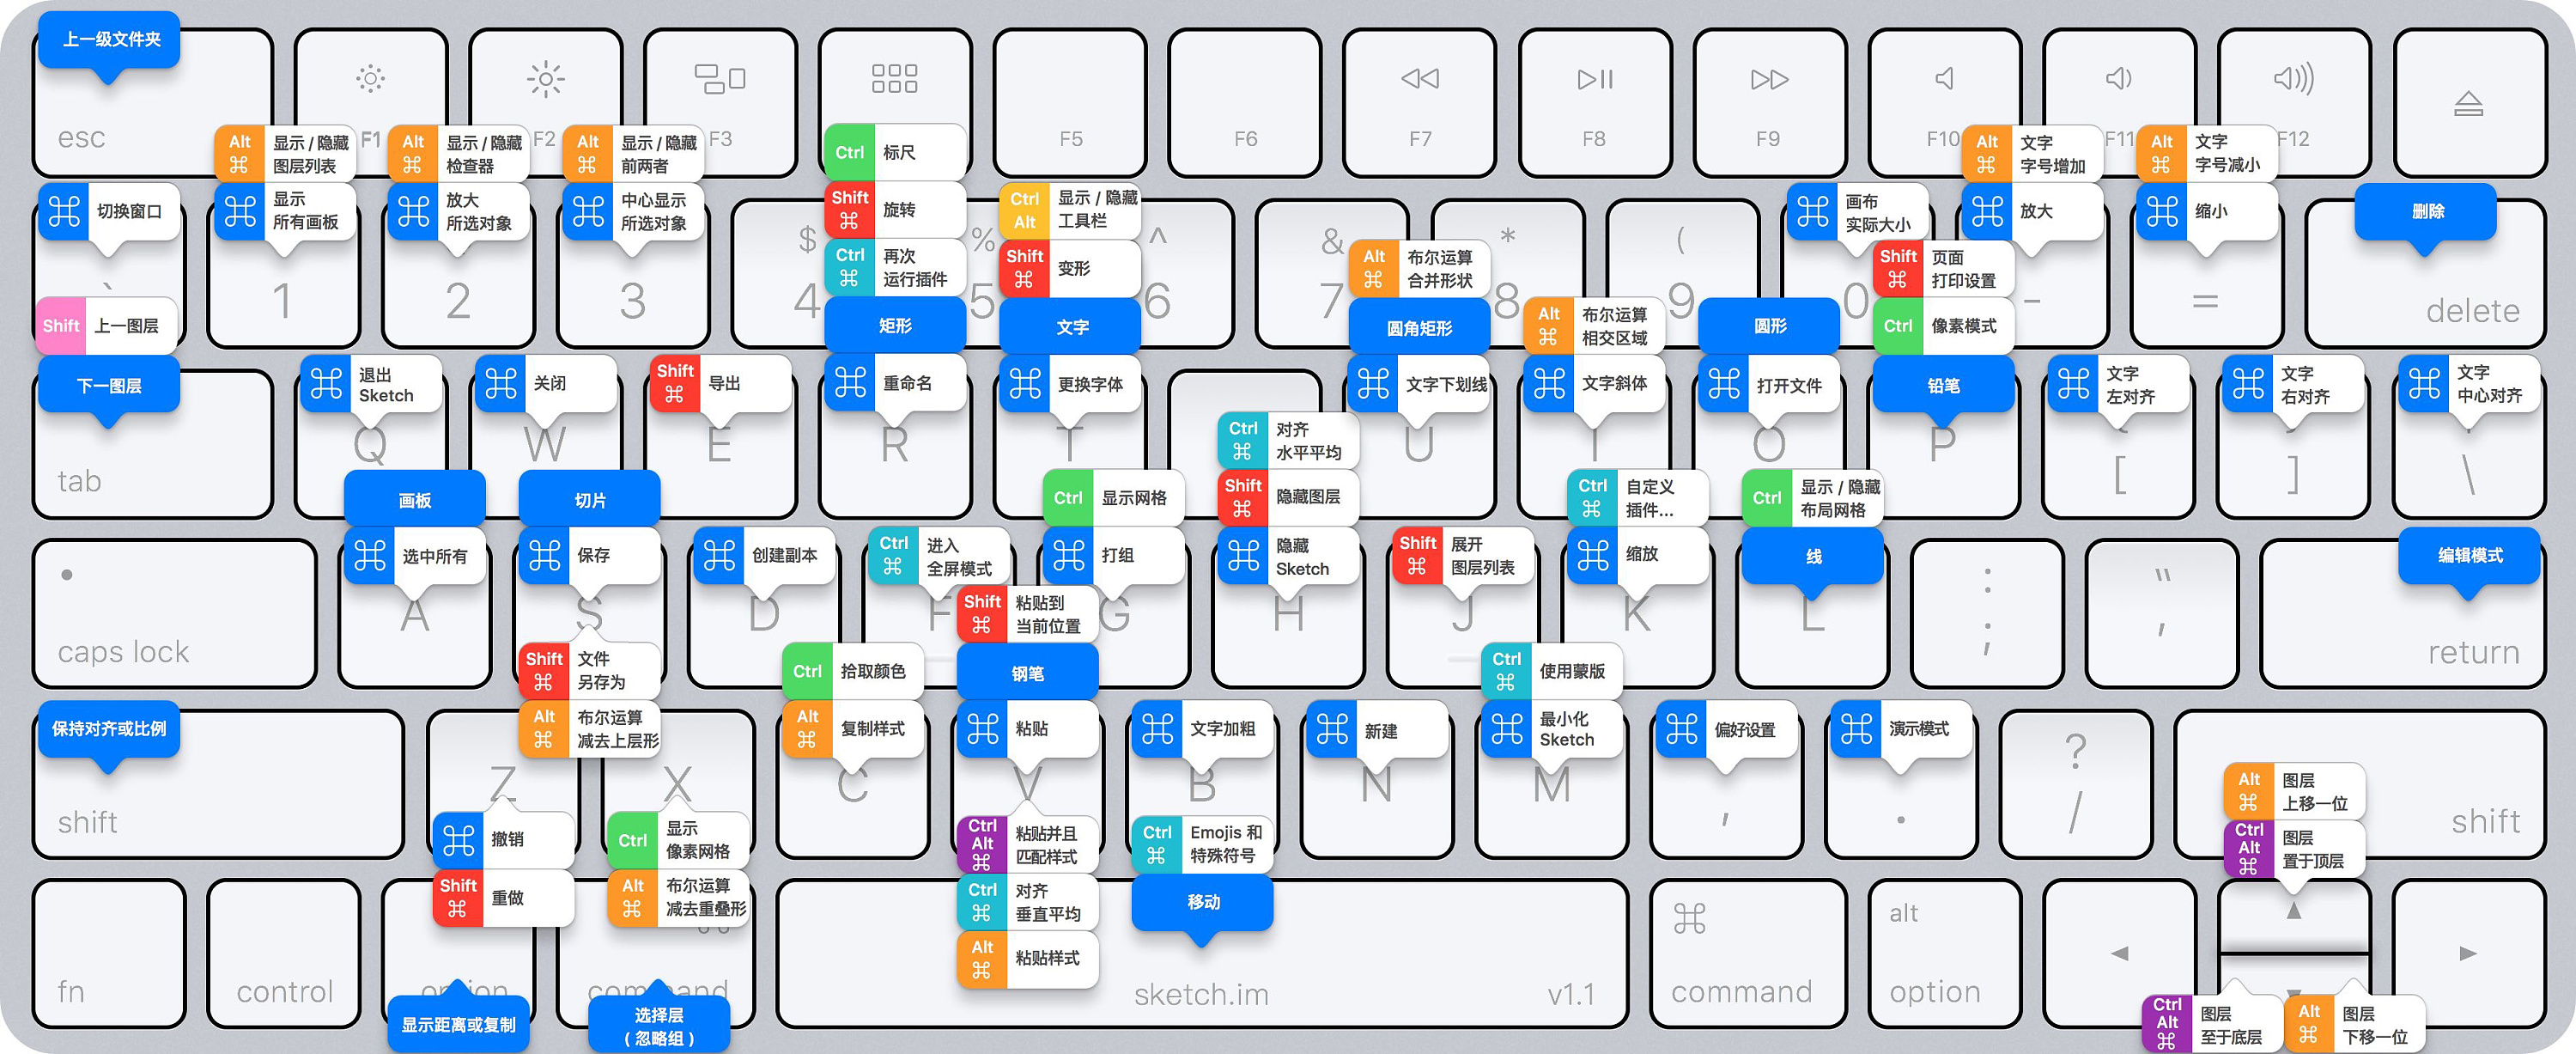 上一级文件夹
esc
F1
F2
F3
F5
F6
F7
F8
F9
F10
F11
F12
Alt ⌘ 显示 / 隐藏
图层列表
Alt ⌘ 显示 / 隐藏
检查器
Alt ⌘ 显示 / 隐藏
前两者
Ctrl 标尺
Alt ⌘ 文字
字号增加
Alt ⌘ 文字
字号减小
⌘ 切换窗口
⌘ 显示
所有画板
⌘ 放大
所选对象
⌘ 中心显示
所选对象
Shift ⌘ 旋转
Ctrl Alt 显示 / 隐藏
工具栏
⌘ 画布
实际大小
⌘ 放大
⌘ 缩小
删除
Ctrl ⌘ 再次
运行插件
Shift ⌘ 变形
Alt ⌘ 布尔运算
合并形状
Shift ⌘ 页面
打印设置
`
1
2
3
$
4
%
5
^
6
&
7
*
8
(
9
0
-
=
delete
Shift 上一图层
矩形
文字
圆角矩形
Alt ⌘ 布尔运算
相交区域
圆形
Ctrl 像素模式
下一图层
⌘ 退出
Sketch
⌘ 关闭
Shift ⌘ 导出
⌘ 重命名
⌘ 更换字体
⌘ 文字下划线
⌘ 文字斜体
⌘ 打开文件
铅笔
⌘ 文字
左对齐
⌘ 文字
右对齐
⌘ 文字
中心对齐
tab
Q
W
E
R
T
U
I
O
P
[
]
\
Ctrl ⌘ 对齐
水平平均
画板
切片
Ctrl 显示网格
Shift ⌘ 隐藏图层
Ctrl ⌘ 自定义
插件...
Ctrl 显示 / 隐藏
布局网格
⌘ 选中所有
⌘ 保存
⌘ 创建副本
Ctrl ⌘ 进入
全屏模式
⌘ 打组
⌘ 隐藏
Sketch
Shift ⌘ 展开
图层列表
⌘ 缩放
线
编辑模式
caps lock
A
S
D
F
G
H
J
K
L
:
;
“
,
return
Shift ⌘ 粘贴到
当前位置
Shift ⌘ 文件
另存为
Ctrl 拾取颜色
钢笔
Ctrl ⌘ 使用蒙版
保持对齐或比例
Alt ⌘ 布尔运算
减去上层形
Alt ⌘ 复制样式
⌘ 粘贴
⌘ 文字加粗
⌘ 新建
⌘ 最小化
Sketch
⌘ 偏好设置
⌘ 演示模式
shift
Z
X
C
V
B
N
M
,
.
?
/
shift
Alt ⌘ 图层
上移一位
⌘ 撤销
Ctrl 显示
像素网格
Ctrl Alt ⌘ 粘贴并且
匹配样式
Ctrl ⌘ Emojis 和
特殊符号
Ctrl Alt ⌘ 图层
置于顶层
Shift ⌘ 重做
Alt ⌘ 布尔运算
减去重叠形
Ctrl ⌘ 对齐
垂直平均
移动
Alt ⌘ 粘贴样式
fn
control
option
command
sketch.im
v1.1
⌘
command
alt
option
显示距离或复制
选择层
( 忽略组 )
Ctrl Alt ⌘ 图层
至于底层
Alt ⌘ 图层
下移一位